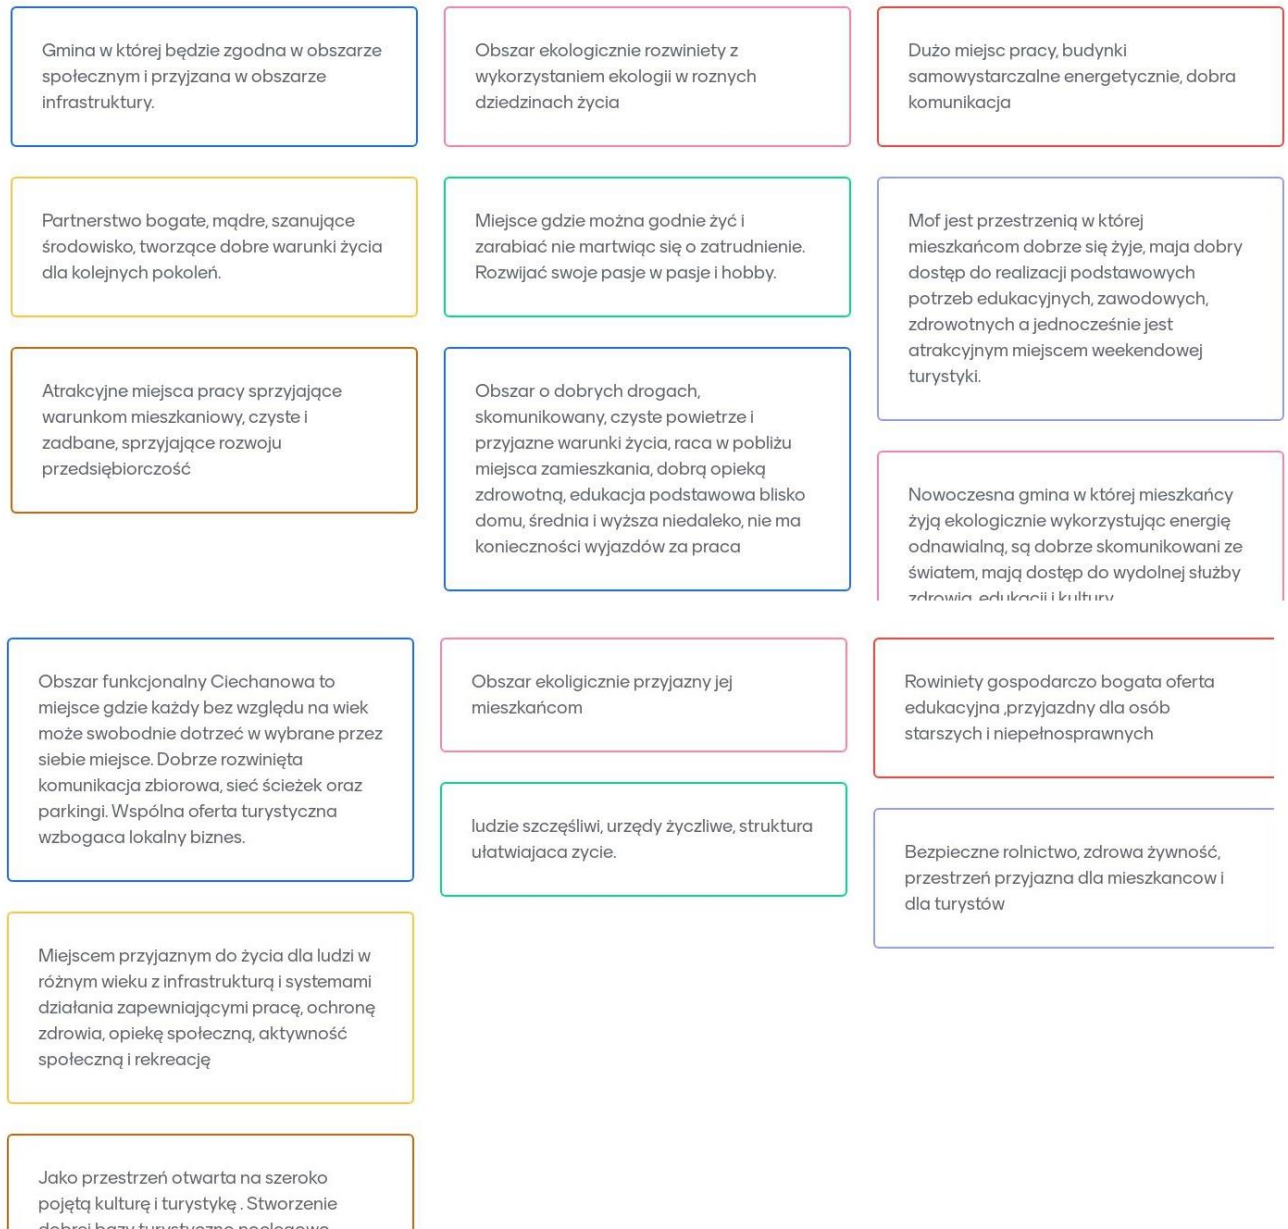 Gmina w której będzie zgodna w obszarze
społecznym i przyjzana w obszarze
infrastruktury.
Obszar ekologicznie rozwiniety z
wykorzystaniem ekologii w roznych
dziedzinach życia
Dużo miejsc pracy, budynki
samowystarczalne energetycznie, dobra
komunikacja
Partnerstwo bogate, mądre, szanujące
środowisko, tworzące dobre warunki życia
dla kolejnych pokoleń.
Miejsce gdzie można godnie żyć i
zarabiać nie martwiąc się o zatrudnienie.
Rozwijać swoje pasje w pasje i hobby.
Mof jest przestrzenią w której
mieszkańcom dobrze się żyje, maja dobry
dostęp do realizacji podstawowych
potrzeb edukacyjnych, zawodowych,
zdrowotnych a jednocześnie jest
atrakcyjnym miejscem weekendowej
turystyki.
Atrakcyjne miejsca pracy sprzyjające
warunkom mieszkaniowy, czyste i
zadbane, sprzyjające rozwoju
przedsiębiorczość
Obszar o dobrych drogach,
skomunikowany, czyste powietrze i
przyjazne warunki życia, raca w pobliżu
miejsca zamieszkania, dobrą opieką
zdrowotną, edukacja podstawowa blisko
domu, średnia i wyższa niedaleko, nie ma
konieczności wyjazdów za praca
Nowoczesna gmina w której mieszkańcy
żyją ekologicznie wykorzystując energię
odnawialną, są dobrze skomunikowani ze
światem, mają dostęp do wydolnej służby
zdrowia, edukacji i kultury
Obszar funkcjonalny Ciechanowa to
miejsce gdzie każdy bez względu na wiek
może swobodnie dotrzeć w wybrane przez
siebie miejsce. Dobrze rozwinięta
komunikacja zbiorowa, sieć ścieżek oraz
parkingi. Wspólna oferta turystyczna
wzbogaca lokalny biznes.
Obszar ekoligicznie przyjazny jej
mieszkańcom
Rowiniety gospodarczo bogata oferta
edukacyjna ,przyjazdny dla osób
starszych i niepełnosprawnych
ludzie szczęśliwi, urzędy życzliwe, struktura
ułatwiajaca zycie.
Bezpieczne rolnictwo, zdrowa żywność,
przestrzeń przyjazna dla mieszkancow i
dla turystów
Miejscem przyjaznym do życia dla ludzi w
różnym wieku z infrastrukturą i systemami
działania zapewniającymi pracę, ochronę
zdrowia, opiekę społeczną, aktywność
społeczną i rekreację
Jako przestrzeń otwarta na szeroko
pojętą kulturę i turystykę . Stworzenie
dobrej bazy turystyczno noclegowo